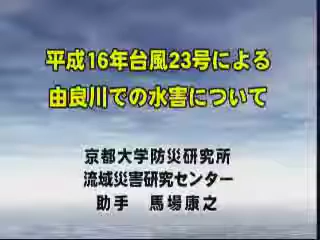 平成16年台風23号による
由良川での水害について
京都大学防災研究所
流域災害研究センター
助手　馬場康之